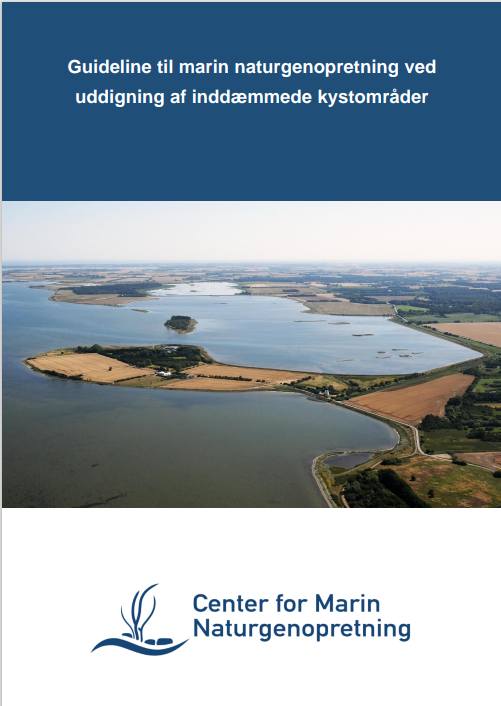 Guideline til marin naturgenopretning ved
uddigning af inddæmmede kystområder
Center for Marin
Naturgenopretning